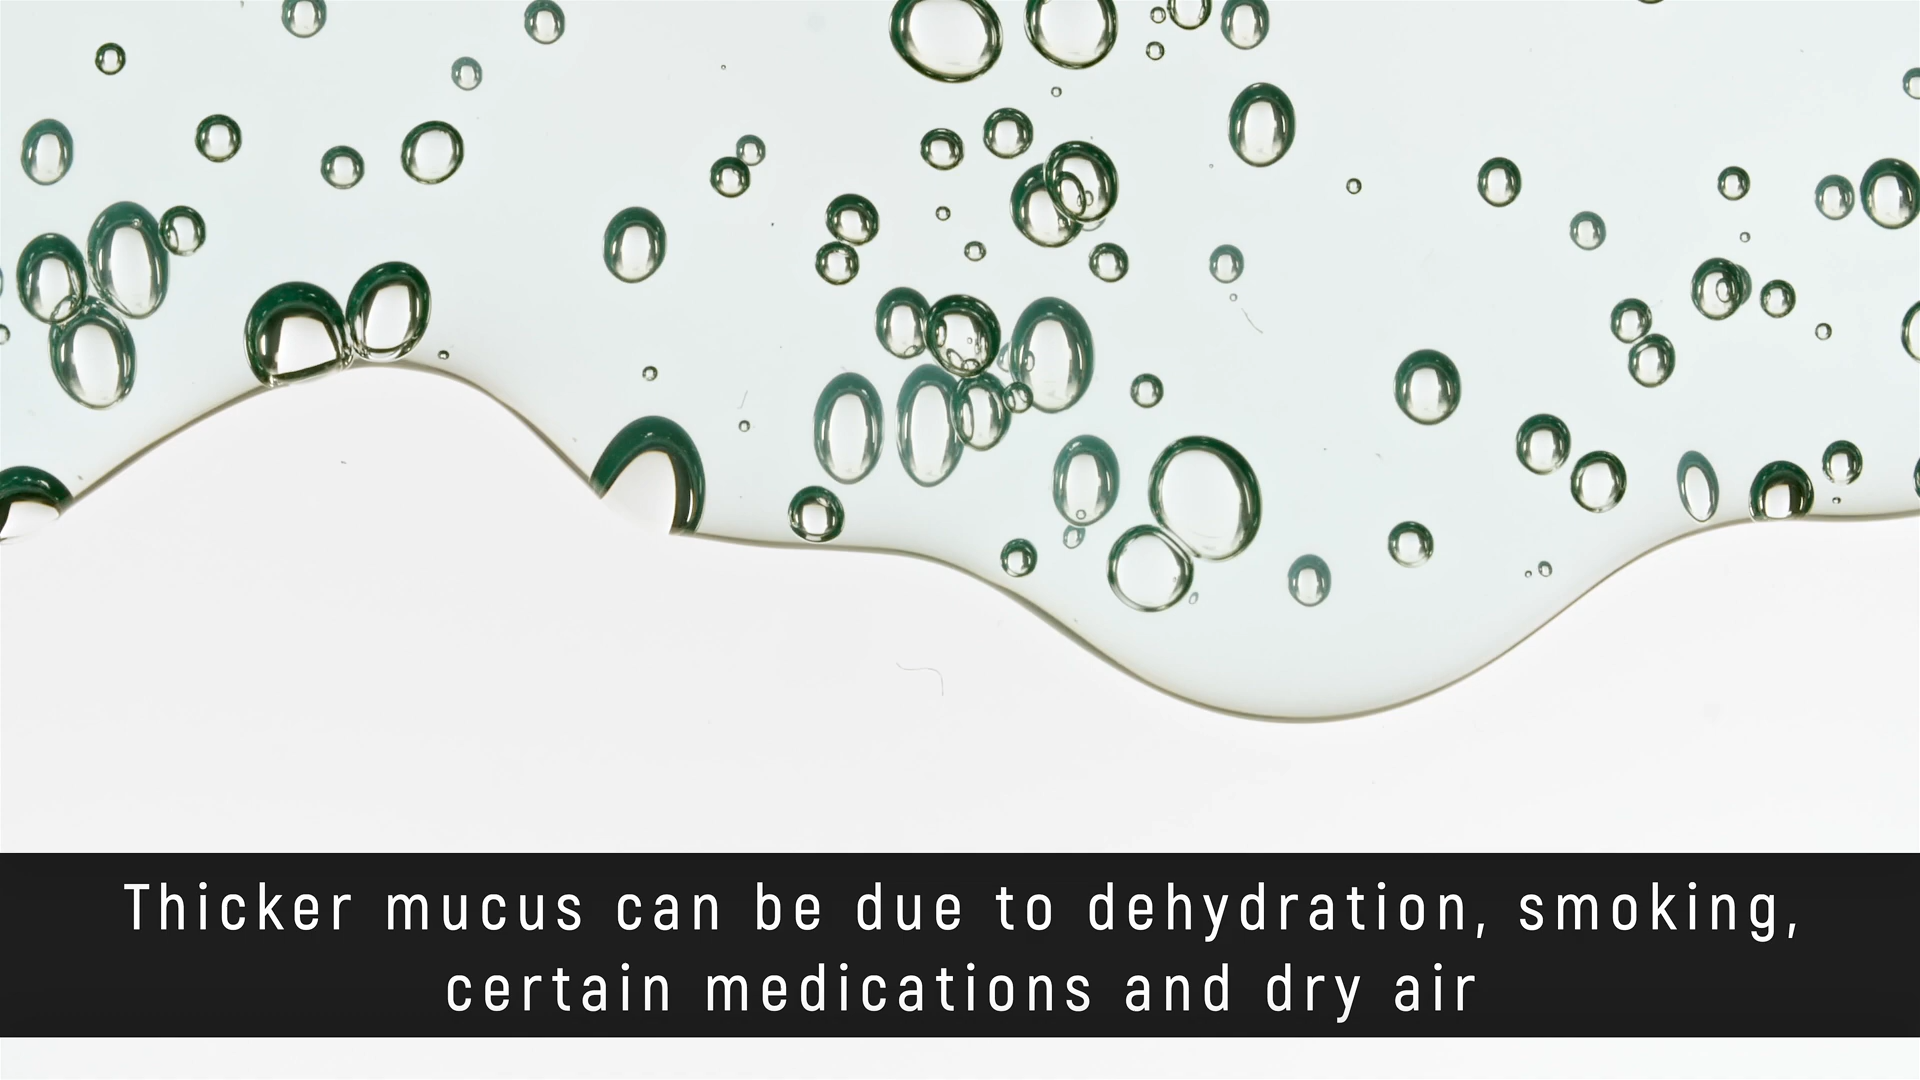 Thicker mucus can be due to dehydration, smoking,
certain medications and dry air